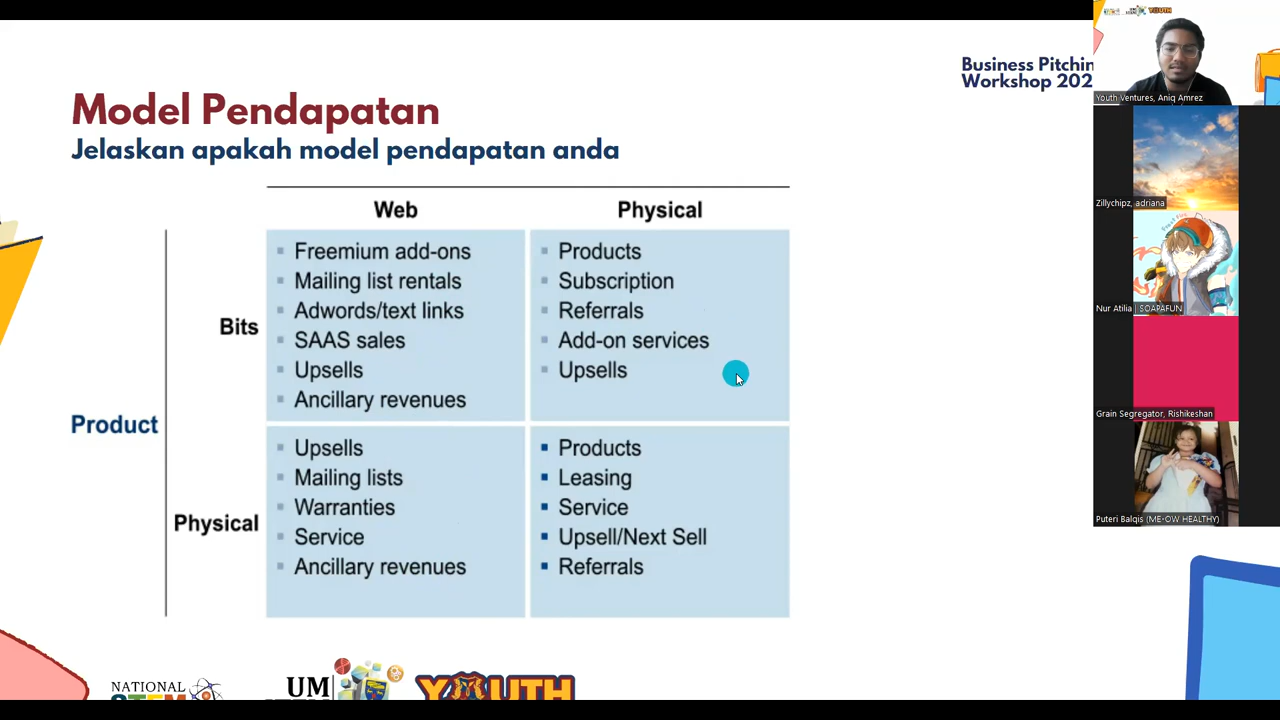 Business Pitchin
Workshop 202
Model Pendapatan
Jelaskan apakah model pendapatan anda
Web
Physical
Product
Bits
Freemium add-ons
Mailing list rentals
Adwords/text links
SAAS sales
Upsells
Ancillary revenues
Products
Subscription
Referrals
Add-on services
Upsells
Physical
Upsells
Mailing lists
Warranties
Service
Ancillary revenues
Products
Leasing
Service
Upsell/Next Sell
Referrals
NATIONAL
STEM
UM
YOUTH
YOUTH
Youth Ventures, Aniq Amrez
Zillychipz, adriana
Nur Atilia | SOAPAFUN
Grain Segregator, Rishikeshan
Puteri Balqis (ME-OW HEALTHY)